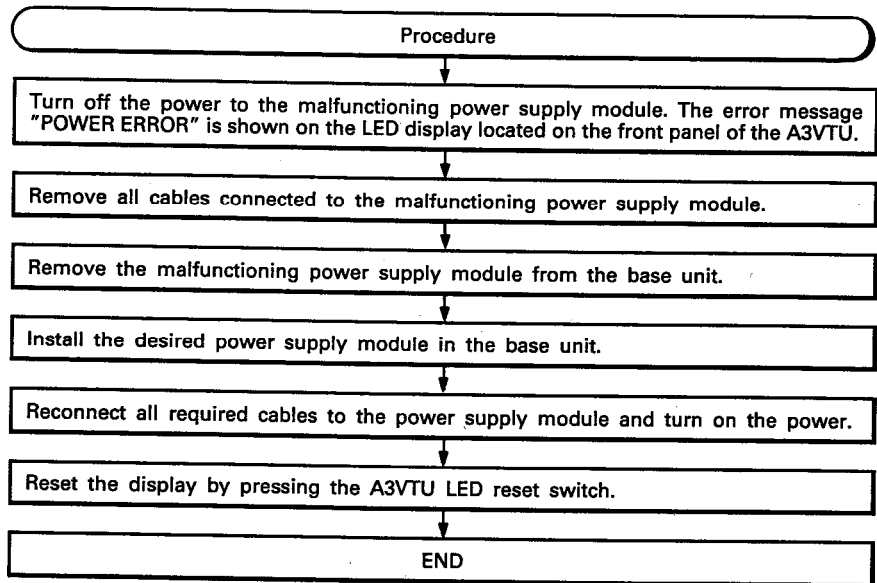 Procedure
Turn off the power to the malfunctioning power supply module. The error message
"POWER ERROR" is shown on the LED display located on the front panel of the A3VTU.
Remove all cables connected to the malfunctioning power supply module.
Remove the malfunctioning power supply module from the base unit.
Install the desired power supply module in the base unit.
Reconnect all required cables to the power supply module and turn on the power.
Reset the display by pressing the A3VTU LED reset switch.
END